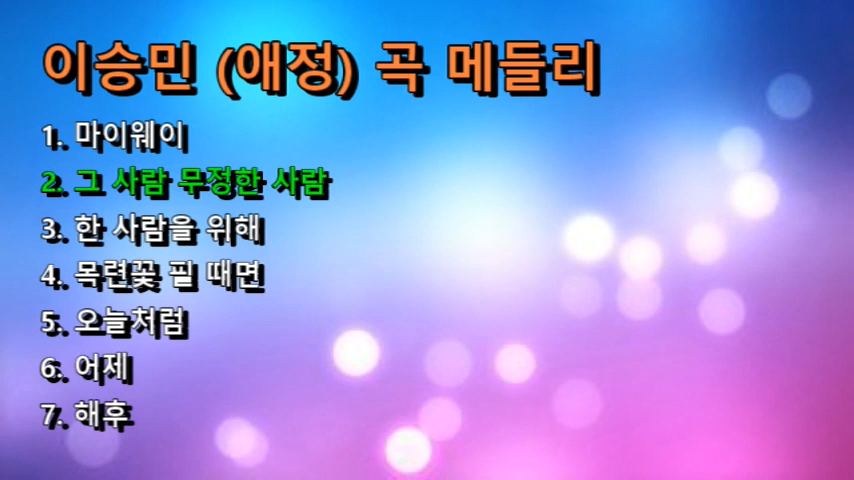 이승민 (애정) 곡 메들리
1. 마이웨이
2. 그 사람 무정한 사람
3. 한 사람을 위해
4. 목련꽃 필 때면
5. 오늘처럼
6. 어제
7. 해후